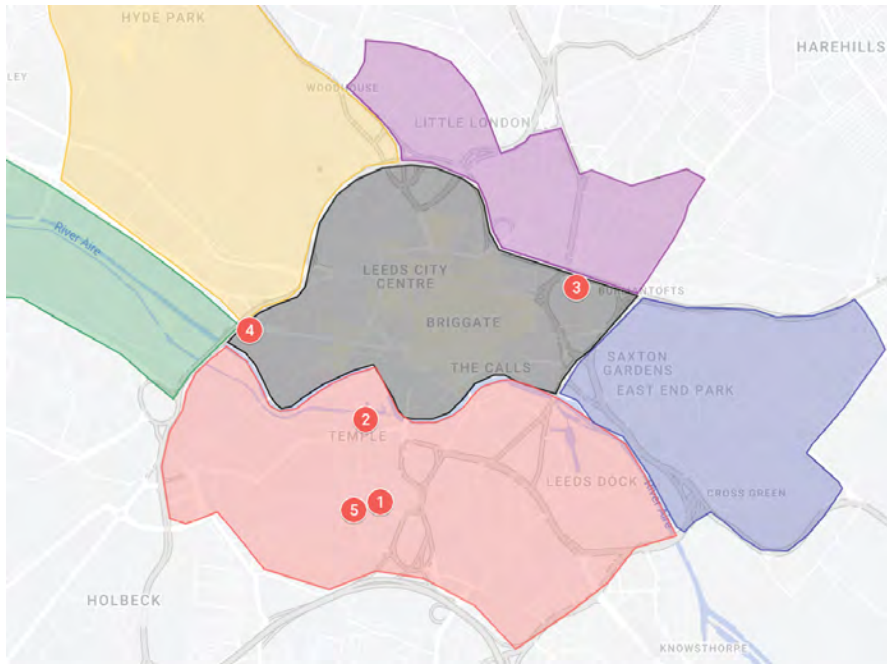 HYDE PARK
HAREHILLS
LEY
WOODHOUSE
LITTLE LONDON
River Aire
LEEDS CITY
CENTRE
3
BRIGGATE
4
THE CALLS
SAXTON
GARDENS
EAST END PARK
2
TEMPLE
LEEDS DOCK
CROSS GREEN
River Aire
1
5
HOLBECK
KNOWSTHORPE